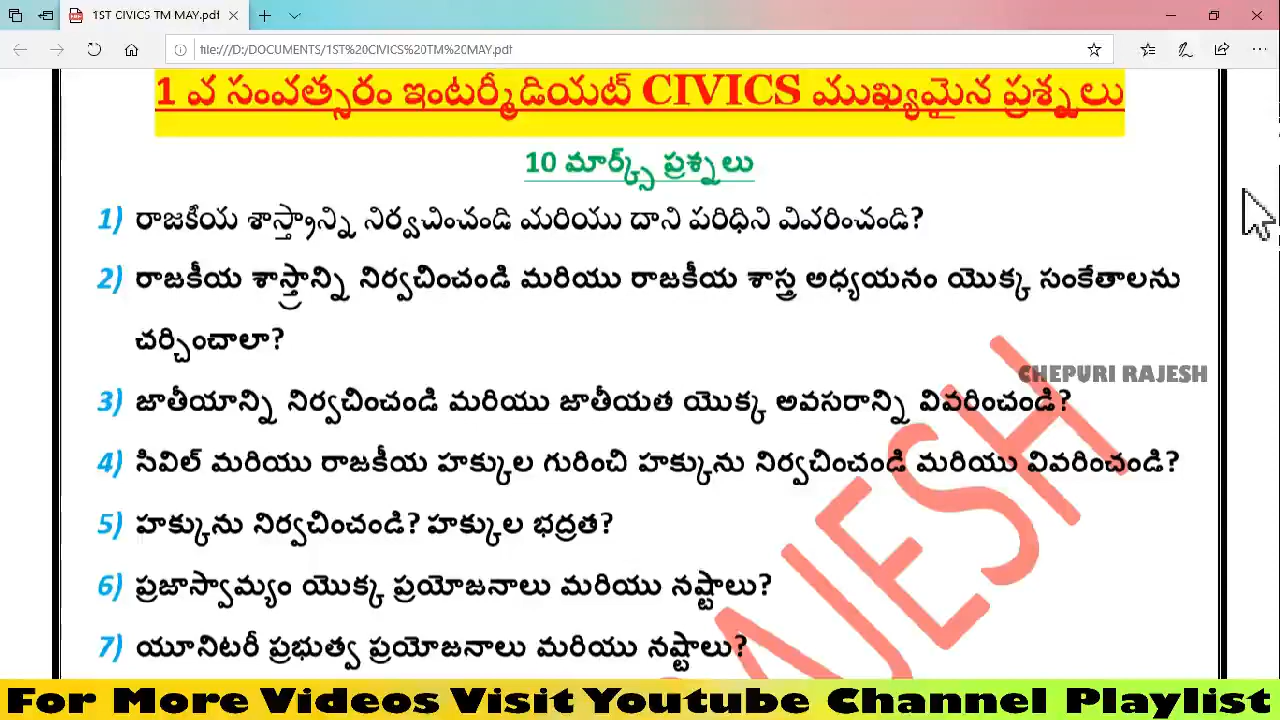 1ST CIVICS TM MAY.pdf
file:///D:/DOCUMENTS/1ST%20CIVICS%20TM%20MAY.pdf
1 వ సంవత్సరం ఇంటర్మీడియట్ CIVICS ముఖ్యమైన ప్రశ్నలు
10 మార్క్స్ ప్రశ్నలు
1) రాజకీయ శాస్త్రాన్ని నిర్వచించండి మరియు దాని పరిధిని వివరించండి?
2) రాజకీయ శాస్త్రాన్ని నిర్వచించండి మరియు రాజకీయ శాస్త్ర అధ్యయనం యొక్క సంకేతాలను
చర్చించాలా?
CHEPURI RAJESH
3) జాతీయాన్ని నిర్వచించండి మరియు జాతీయత యొక్క అవసరాన్ని వివరించండి?
4) సివిల్ మరియు రాజకీయ హక్కుల గురించి హక్కును నిర్వచించండి మరియు వివరించండి?
5) హక్కును నిర్వచించండి? హక్కుల భద్రత?
6) ప్రజాస్వామ్యం యొక్క ప్రయోజనాలు మరియు నష్టాలు?
7) యూనిటరీ ప్రభుత్వ ప్రయోజనాలు మరియు నష్టాలు?
For More Videos Visit Youtube Channel Playlist